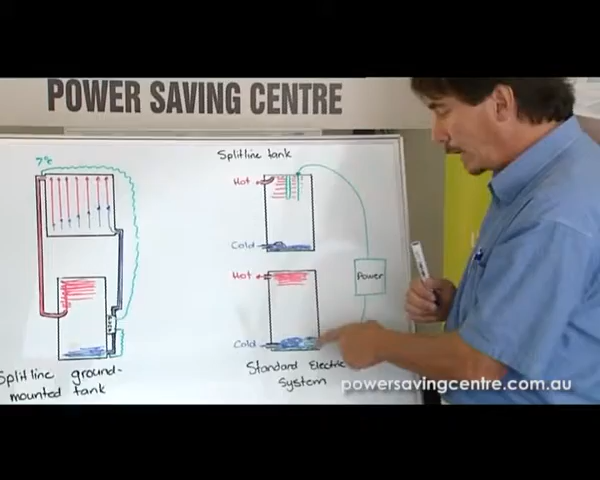 POWER SAVING CENTRE
Splitline tank
Hot
Cold
Power
Hot
Cold
Standard Electric
System
Splitline ground-
mounted tank
powersavingcentre.com.au